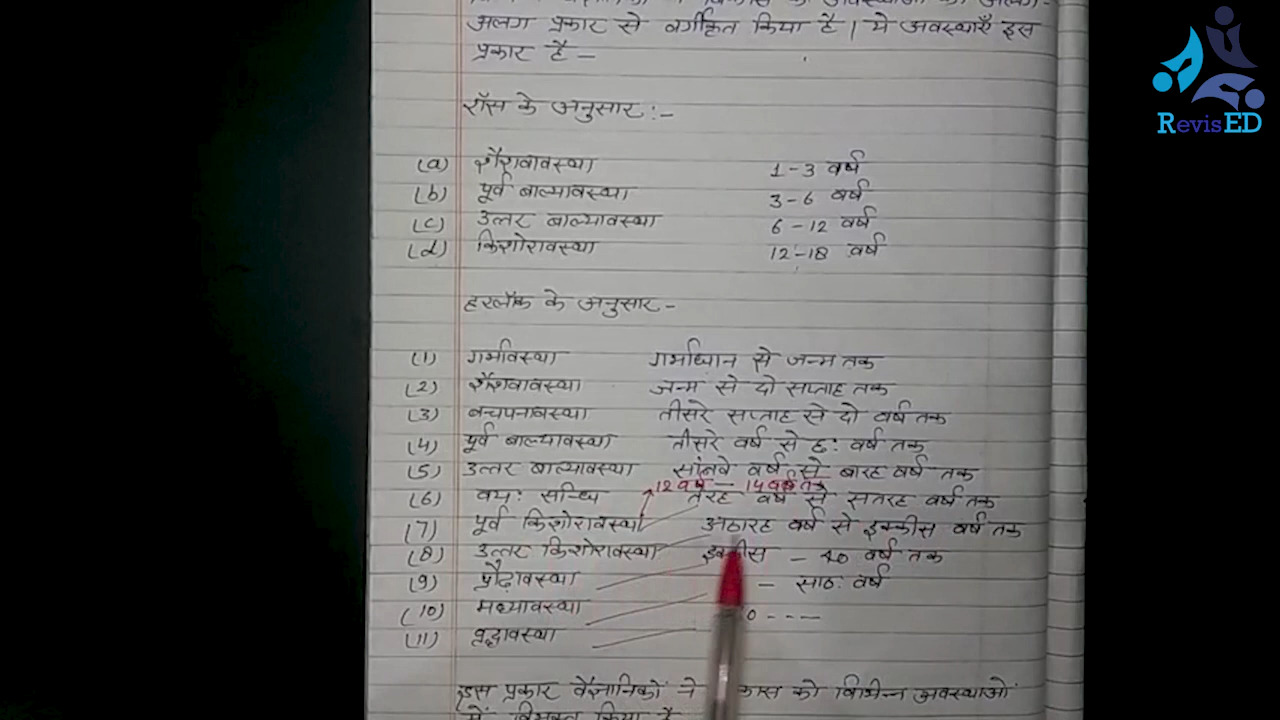 अलग प्रकार से वर्गीकृत किया है। ये अवस्थाएँ इस
प्रकार है –
RevisED
रॉस के अनुसार :-
(a) शैशवावस्था 1-3 वर्ष
(b) पूर्व बाल्यावस्था 3-6 वर्ष
(c) उत्तर बाल्यावस्था 6-12 वर्ष
(d) किशोरावस्था 12-18 वर्ष
हरलॉक के अनुसार -
(1) गर्भावस्था गर्भाधान से जन्म तक
(2) शैशवावस्था जन्म से दो सप्ताह तक
(3) बचपनावस्था तीसरे सप्ताह से दो वर्ष तक
(4) पूर्व बाल्यावस्था तीसरे वर्ष से छ: वर्ष तक
(5) उत्तर बाल्यावस्था सांतवे वर्ष से बारह वर्ष तक
12 वर्ष – 14 वर्ष तक
(6) वय: सन्धि तेरह वर्ष से सतरह वर्ष तक
(7) पूर्व किशोरावस्था अठारह वर्ष से इक्कीस वर्ष तक
(8) उत्तर किशोरावस्था इक्कीस – 40 वर्ष तक
(9) प्रौढ़ावस्था – साठ वर्ष
(10) मध्यावस्था 0 - - -
(11) वृद्धावस्था
इस प्रकार वैज्ञानिकों ने को विभिन्न अवस्थाओं
में विभक्त किया है